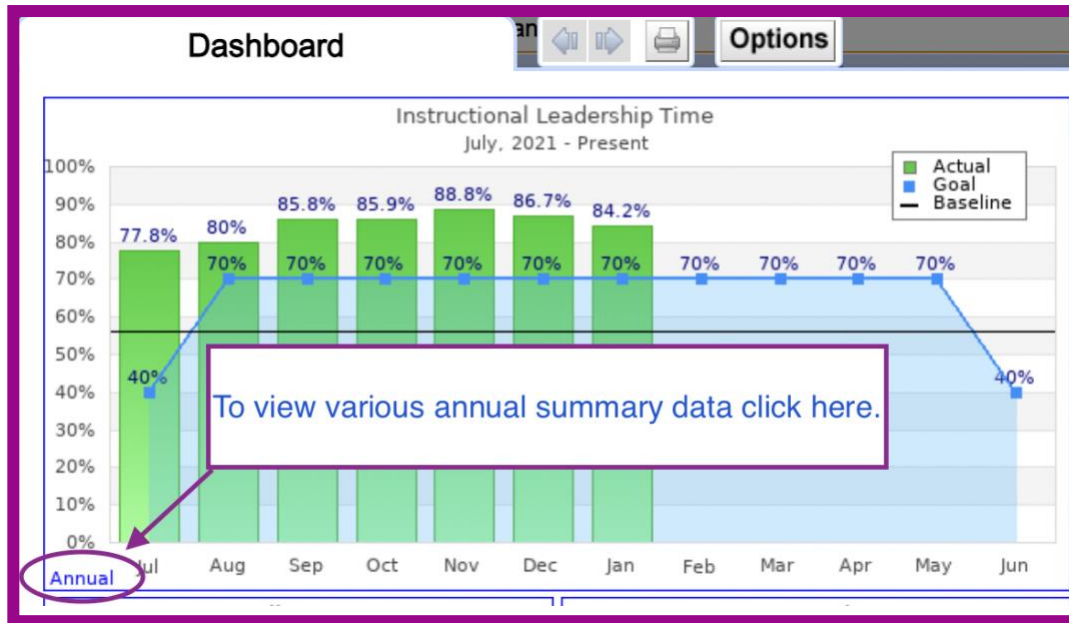 Dashboard
an
Options
Instructional Leadership Time
July, 2021 - Present
Actual
Goal
Baseline
100%
90%
80%
70%
60%
50%
40%
30%
20%
10%
0%
77.8%
80%
85.8%
85.9%
88.8%
86.7%
84.2%
40%
70%
70%
70%
70%
70%
70%
70%
70%
70%
70%
40%
To view various annual summary data click here.
Jul
Aug
Sep
Oct
Nov
Dec
Jan
Feb
Mar
Apr
May
Jun
Annual